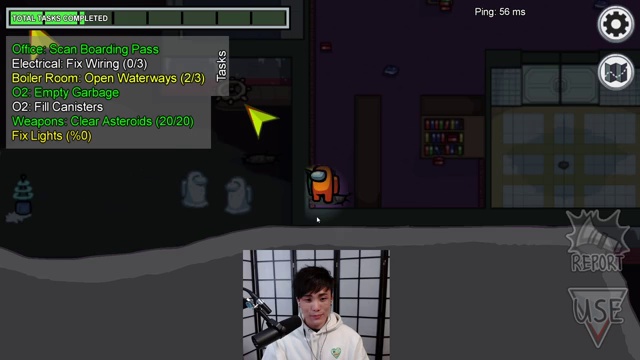 TOTAL TASKS COMPLETED
Ping: 56 ms
Office: Scan Boarding Pass
Electrical: Fix Wiring (0/3)
Boiler Room: Open Waterways (2/3)
O2: Empty Garbage
O2: Fill Canisters
Weapons: Clear Asteroids (20/20)
Fix Lights (%0)
Tasks
REPORT
USE